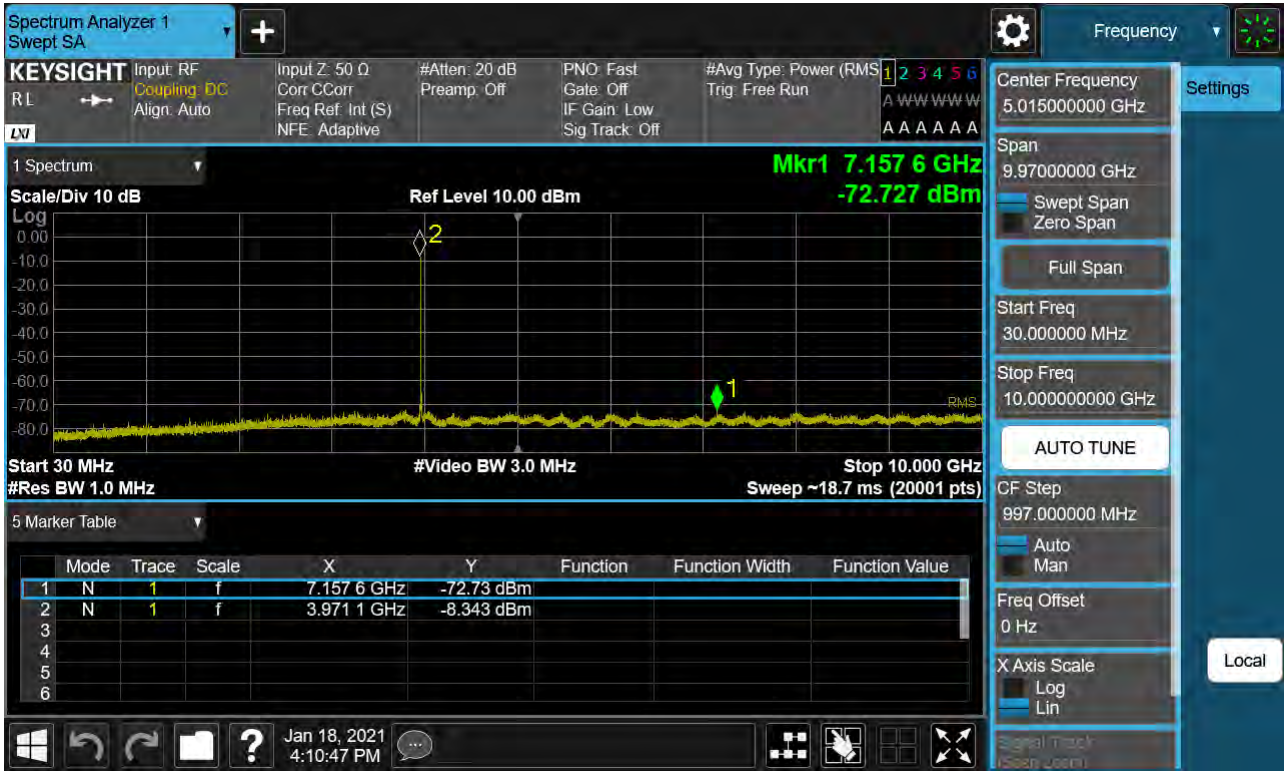 Spectrum Analyzer 1
Swept SA
+
Frequency
KEYSIGHT
RL
LXI
Input: RF
Coupling: DC
Align: Auto
Input Z: 50 Ω
Corr CCorr
Freq Ref: Int (S)
NFE: Adaptive
#Atten: 20 dB
Preamp: Off
PNO: Fast
Gate: Off
IF Gain: Low
Sig Track: Off
#Avg Type: Power (RMS
Trig: Free Run
1 2 3 4 5 6
A W W W W W
A A A A A A
1 Spectrum
Mkr1 7.157 6 GHz
Scale/Div 10 dB
Ref Level 10.00 dBm
-72.727 dBm
Log
0.00
-10.0
-20.0
-30.0
-40.0
-50.0
-60.0
-70.0
-80.0
2
1
RMS
Start 30 MHz
#Video BW 3.0 MHz
Stop 10.000 GHz
#Res BW 1.0 MHz
Sweep ~18.7 ms (20001 pts)
5 Marker Table
Mode Trace Scale X Y Function Function Width Function Value
1 N 1 f 7.157 6 GHz -72.73 dBm
2 N 1 f 3.971 1 GHz -8.343 dBm
3
4
5
6
Jan 18, 2021
4:10:47 PM
?
Center Frequency
5.015000000 GHz
Span
9.97000000 GHz
Swept Span
Zero Span
Full Span
Start Freq
30.000000 MHz
Stop Freq
10.000000000 GHz
AUTO TUNE
CF Step
997.000000 MHz
Auto
Man
Freq Offset
0 Hz
X Axis Scale
Log
Lin
Signal Track
(Span Zoom)
Settings
Local